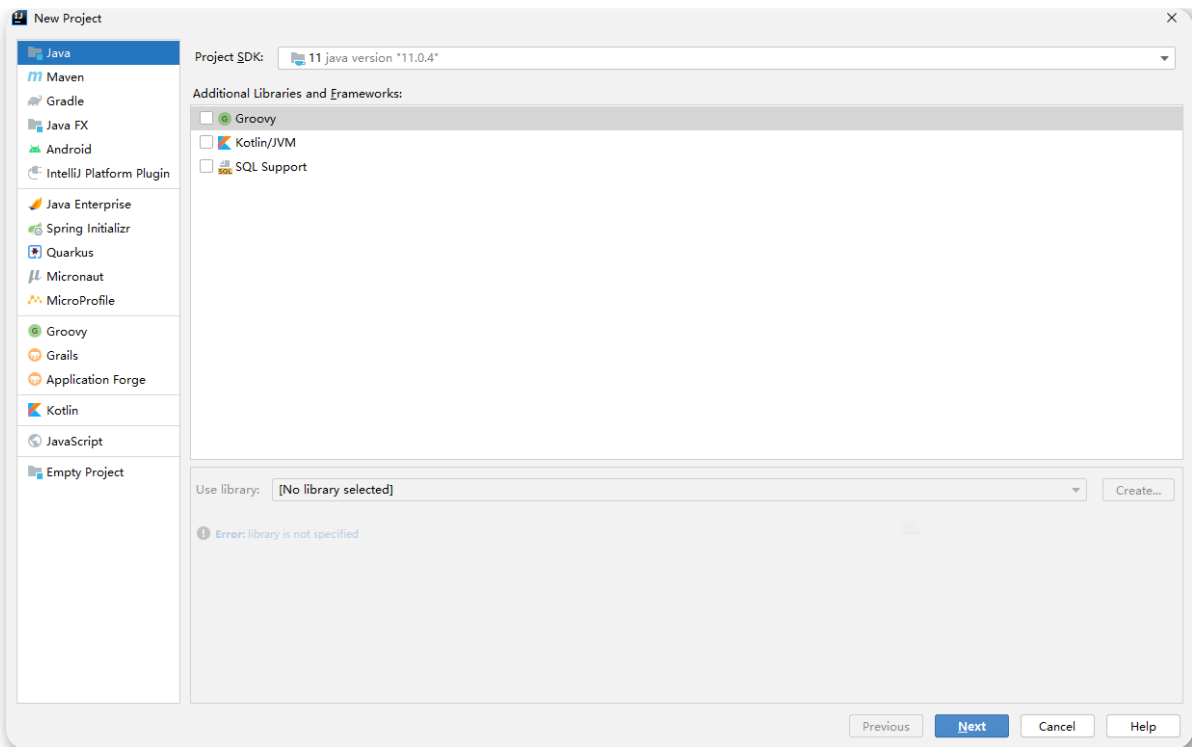 New Project
Java
Maven
Gradle
Java FX
Android
IntelliJ Platform Plugin
Java Enterprise
Spring Initializr
Quarkus
Micronaut
MicroProfile
Groovy
Grails
Application Forge
Kotlin
JavaScript
Empty Project
Project SDK: 11 java version "11.0.4"
Additional Libraries and Frameworks:
Groovy
Kotlin/JVM
SQL Support
Use library: [No library selected] Create...
Error: library is not specified
Previous Next Cancel Help